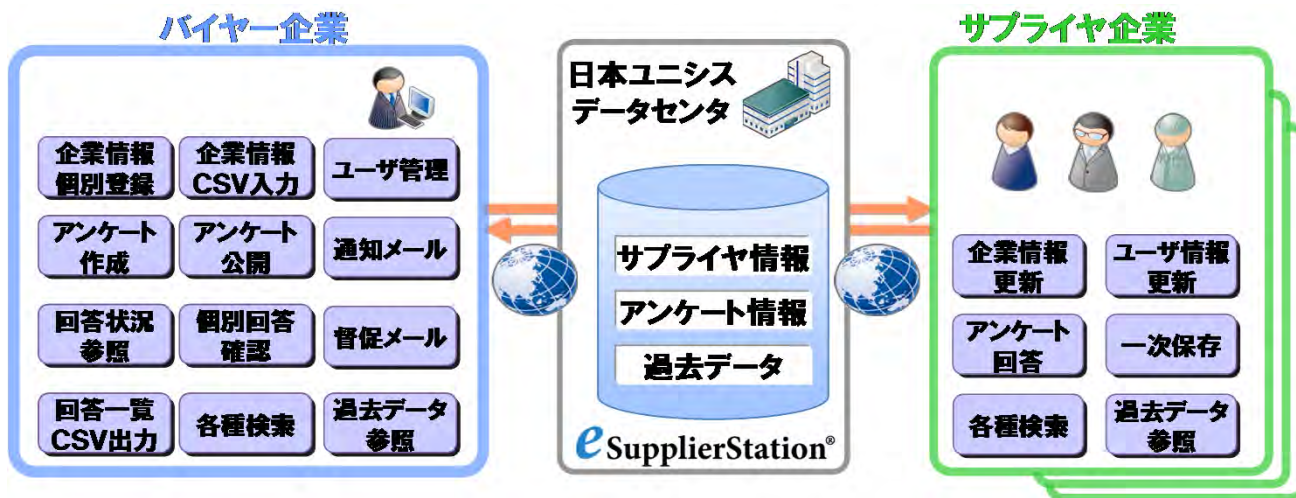 バイヤー企業
企業情報
個別登録
企業情報
CSV入力
ユーザ管理
アンケート
作成
アンケート
公開
通知メール
回答状況
参照
個別回答
確認
督促メール
回答一覧
CSV出力
各種検索
過去データ
参照
日本ユニシス
データセンタ
サプライヤ情報
アンケート情報
過去データ
eSupplierStation®
サプライヤ企業
企業情報
更新
ユーザ情報
更新
アンケート
回答
一次保存
各種検索
過去データ
参照